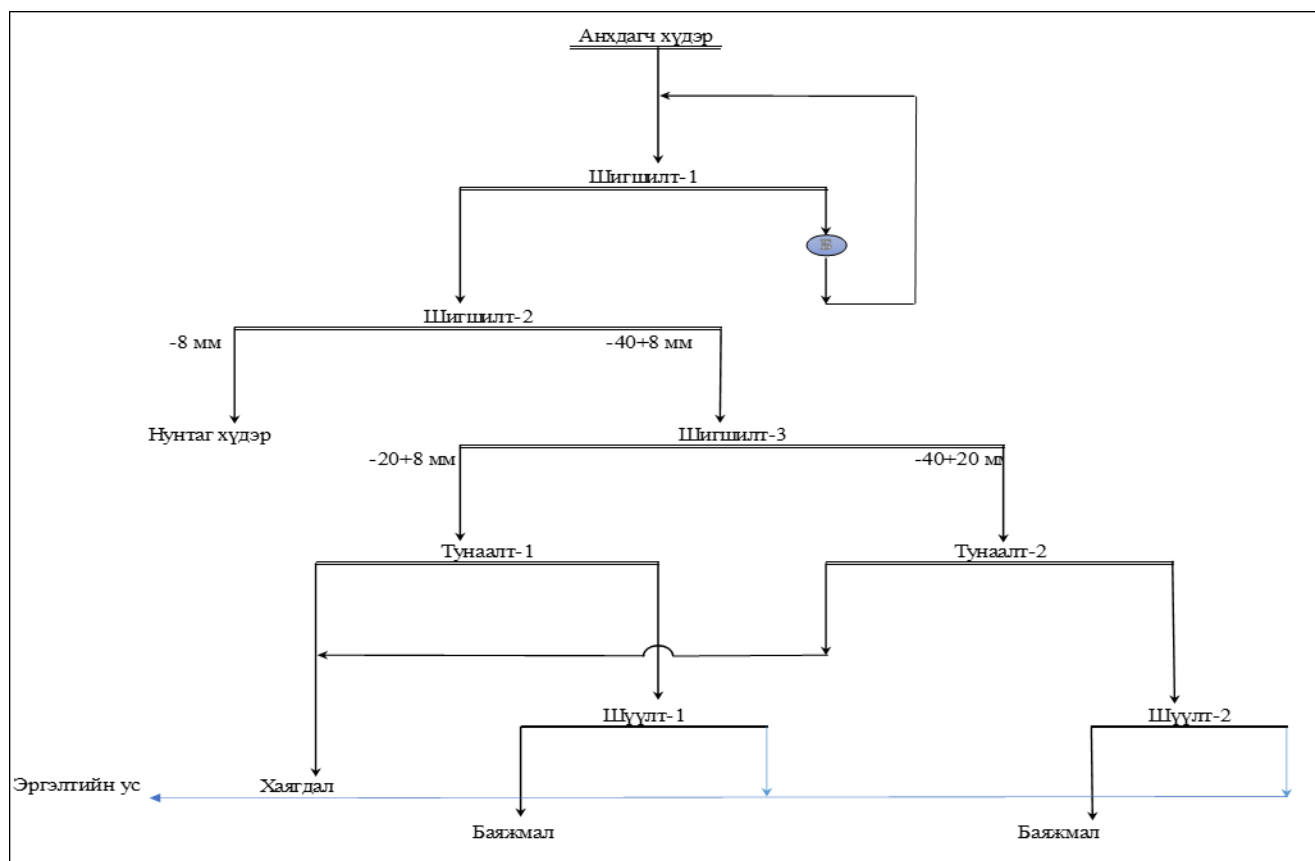 Анхдагч хүдэр
Шигшилт-1
Б
Шигшилт-2
-8 мм
-40+8 мм
Нунтаг хүдэр
Шигшилт-3
-20+8 мм
-40+20 мм
Тунаалт-1
Тунаалт-2
Шүүлт-1
Шүүлт-2
Эргэлтийн ус
Хаягдал
Баяжмал
Баяжмал